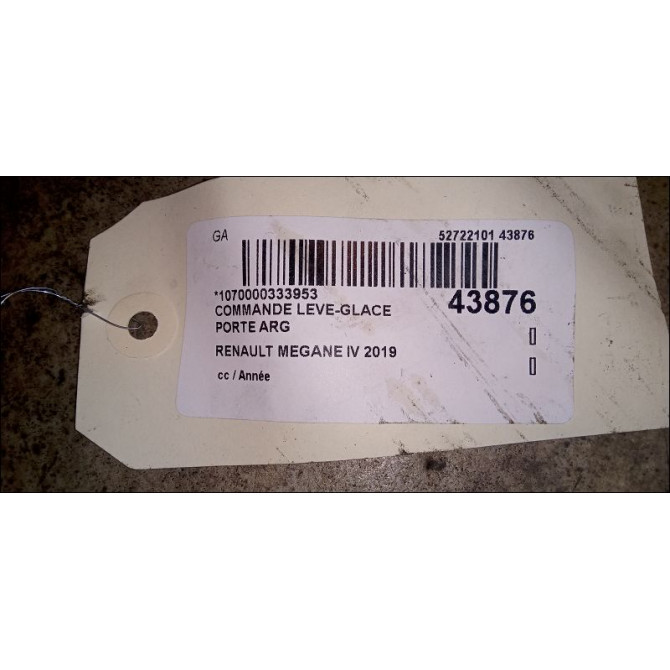 GA 52722101 43876
*1070000333953
43876
COMMANDE LEVE-GLACE
PORTE ARG
RENAULT MEGANE IV 2019
cc / Année